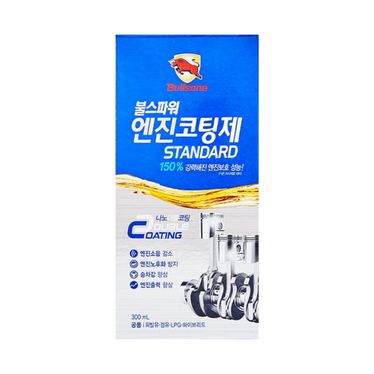 Bullsone
불스파워
엔진코팅제
STANDARD
150% 강력해진 엔진보호 성능!
나노 코팅
DOUBLE
COATING
엔진소음 감소
엔진노후화 방지
승차감 향상
엔진출력 향상
300 mL
공용 휘발유·경유·LPG·하이브리드